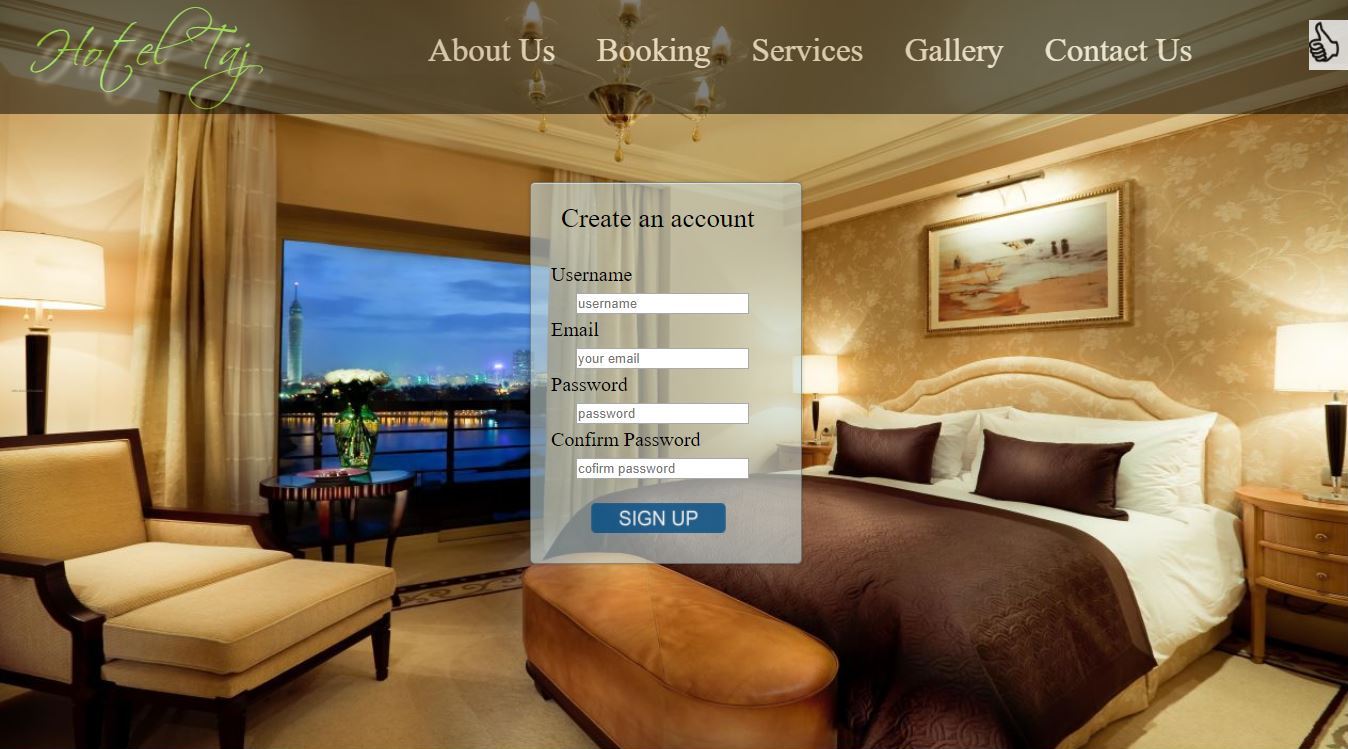 Hotel Taj
About Us Booking Services Gallery Contact Us
Create an account
Username
username
Email
your email
Password
password
Confirm Password
cofirm password
SIGN UP